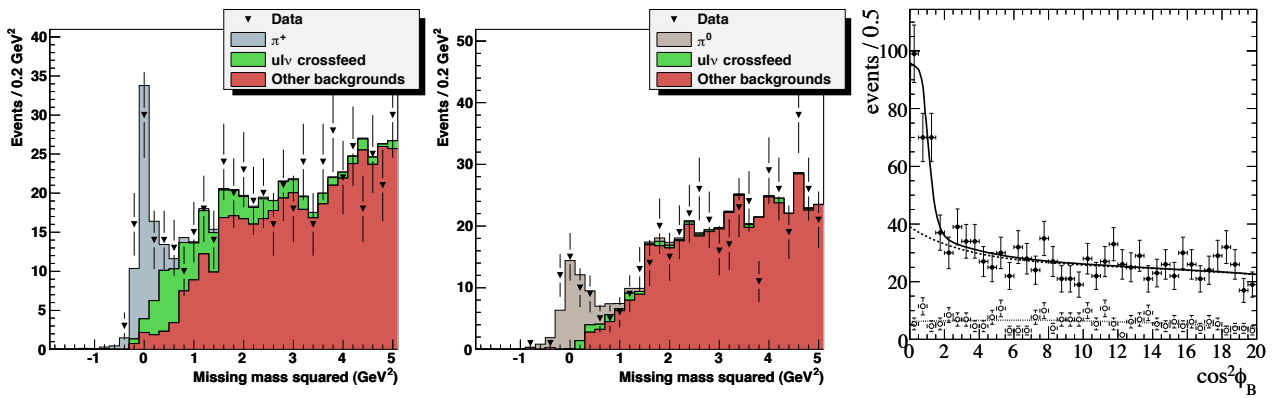 Data
π+
ulν crossfeed
Other backgrounds
Events / 0.2 GeV²
40
35
30
25
20
15
10
5
0
-1 0 1 2 3 4 5
Missing mass squared (GeV²)
Data
π0
ulν crossfeed
Other backgrounds
Events / 0.2 GeV²
50
40
30
20
10
0
-1 0 1 2 3 4 5
Missing mass squared (GeV²)
events / 0.5
100
80
60
40
20
0
0 2 4 6 8 10 12 14 16 18 20
cos²ϕB